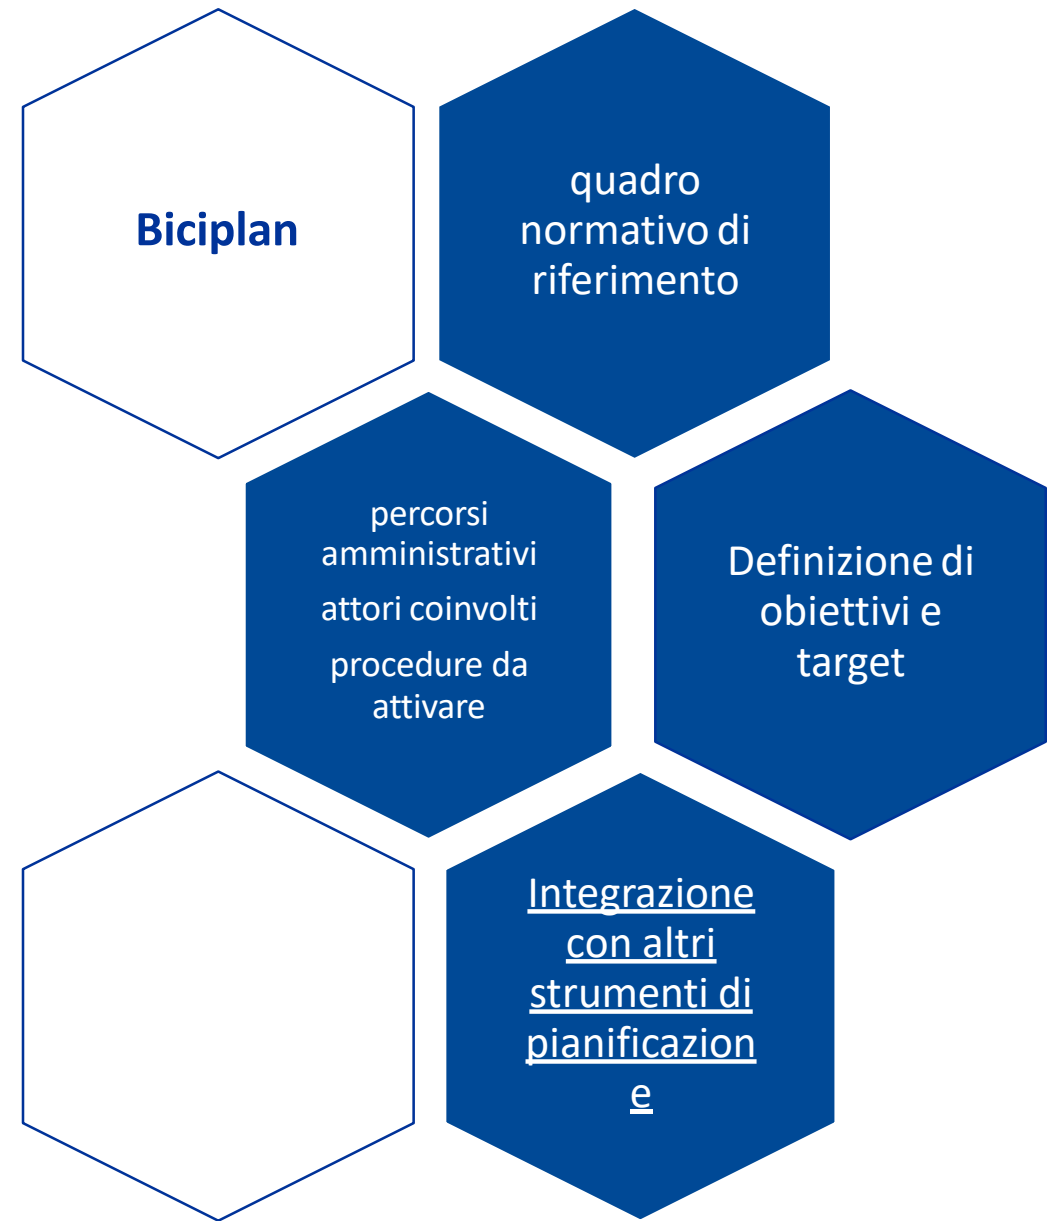 Biciplan
quadro
normativo di
riferimento
percorsi
amministrativi
attori coinvolti
procedure da
attivare
Definizione di
obiettivi e
target
Integrazione
con altri
strumenti di
pianificazion
e